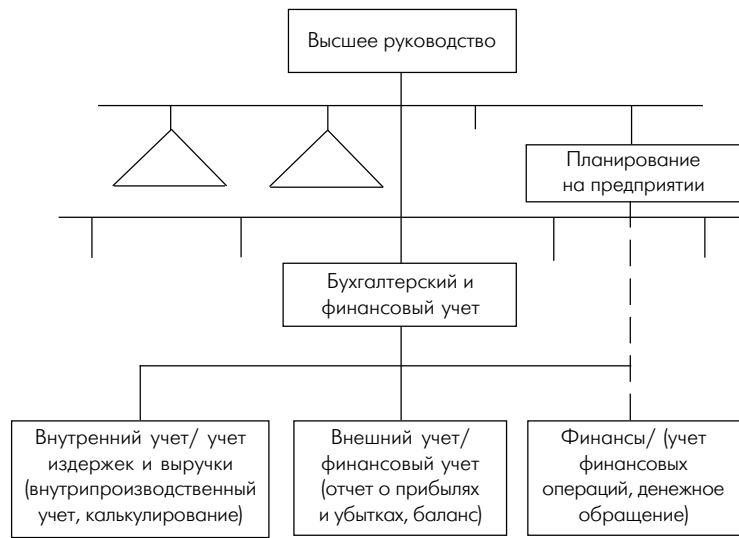 Высшее руководство
Планирование
на предприятии
Бухгалтерский и
финансовый учет
Внутренний учет/ учет
издержек и выручки
(внутрипроизводственный
учет, калькулирование)
Внешний учет/
финансовый учет
(отчет о прибылях
и убытках, баланс)
Финансы/ (учет
финансовых
операций, денежное
обращение)